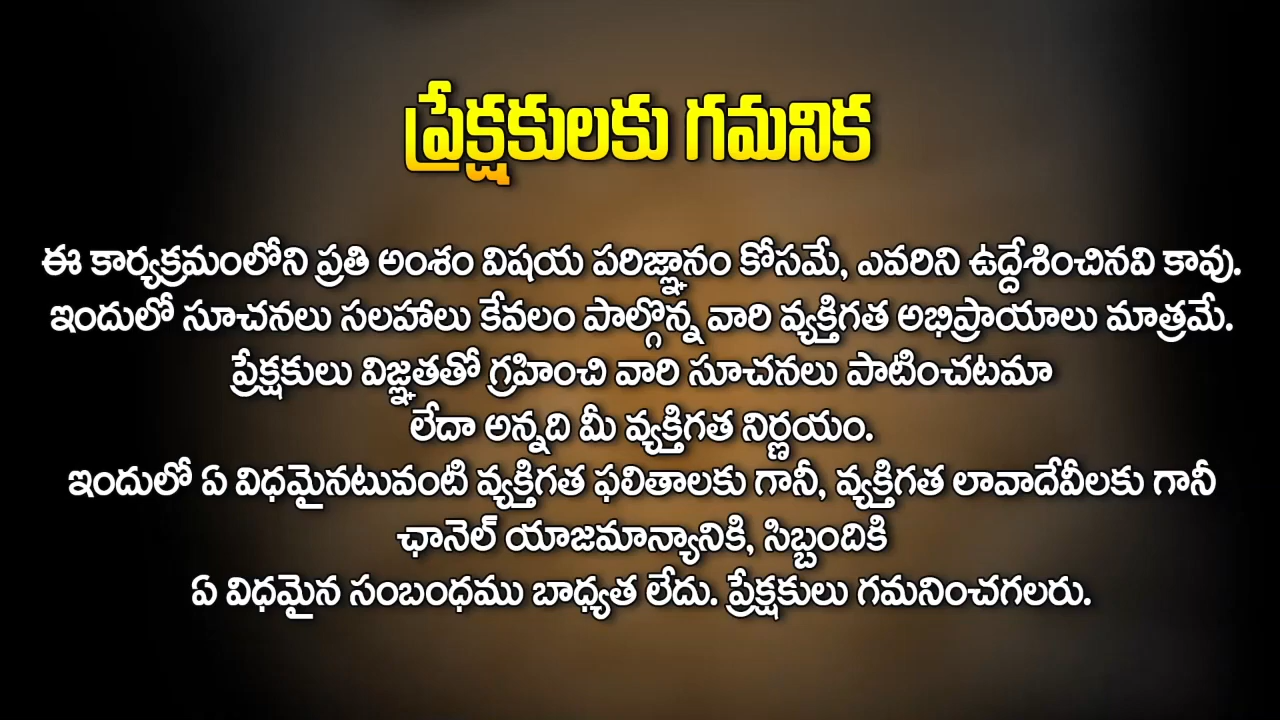 ప్రేక్షకులకు గమనిక
ఈ కార్యక్రమంలోని ప్రతి అంశం విషయ పరిజ్ఞానం కోసమే, ఎవరిని ఉద్దేశించినవి కావు.
ఇందులో సూచనలు సలహాలు కేవలం పాల్గొన్న వారి వ్యక్తిగత అభిప్రాయాలు మాత్రమే.
ప్రేక్షకులు విజ్ఞతతో గ్రహించి వారి సూచనలు పాటించటమా
లేదా అన్నది మీ వ్యక్తిగత నిర్ణయం.
ఇందులో ఏ విధమైనటువంటి వ్యక్తిగత ఫలితాలకు గానీ, వ్యక్తిగత లావాదేవీలకు గానీ
ఛానెల్ యాజమాన్యానికి, సిబ్బందికి
ఏ విధమైన సంబంధము బాధ్యత లేదు. ప్రేక్షకులు గమనించగలరు.